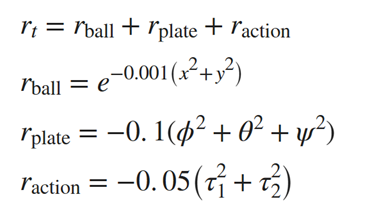 r_t = r_ball + r_plate + r_action
r_ball = e^{-0.001(x^2+y^2)}
r_plate = −0. 1(ϕ^2 + θ^2 + ψ^2)
r_action = −0.05(τ_1^2 + τ_2^2)